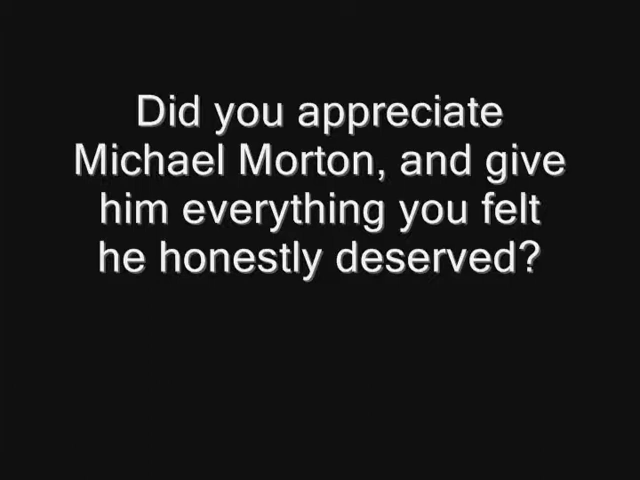 Did you appreciate
Michael Morton, and give
him everything you felt
he honestly deserved?